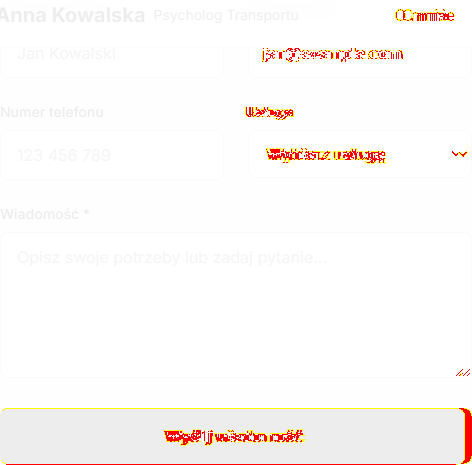 Anna Kowalska Psycholog Transportu O mnie
Jan Kowalski jan@example.com
Numer telefonu Usługa
123 456 789 Wybierz usługę
Wiadomość *
Opisz swoje potrzeby lub zadaj pytanie...
Wyślij wiadomość